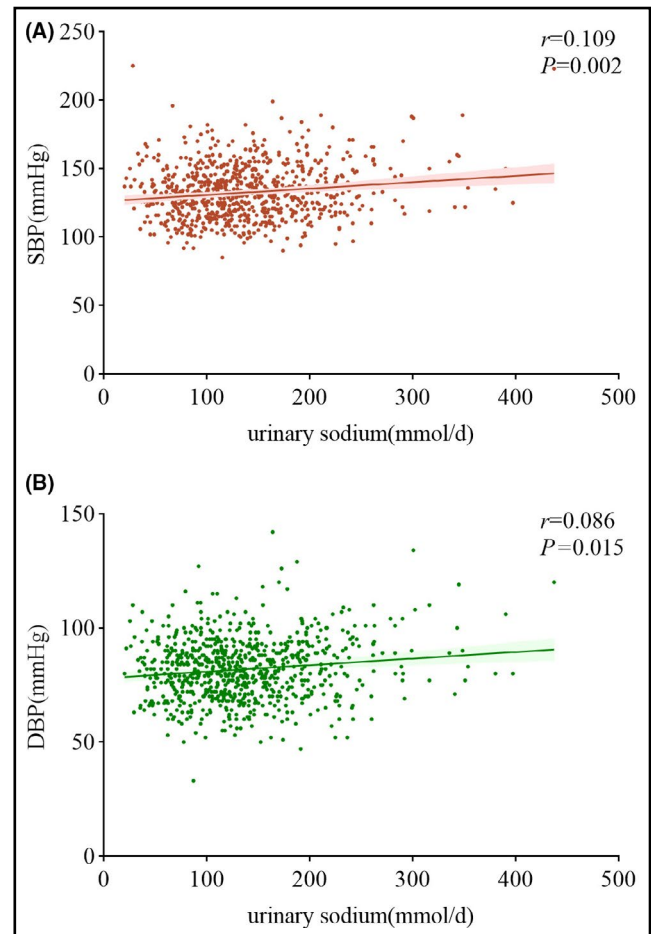 (A)
r=0.109
P=0.002
250
200
150
100
50
0
SBP(mmHg)
0 100 200 300 400 500
urinary sodium(mmol/d)
(B)
r=0.086
P=0.015
150
100
50
0
DBP(mmHg)
0 100 200 300 400 500
urinary sodium(mmol/d)